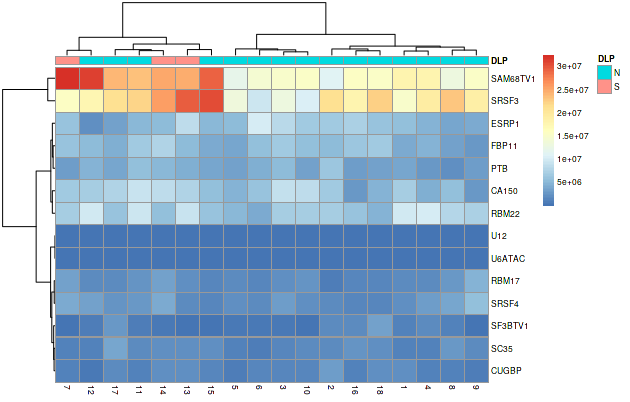 DLP
SAM68TV1
SRSF3
ESRP1
FBP11
PTB
CA150
RBM22
U12
U6ATAC
RBM17
SRSF4
SF3BTV1
SC35
CUGBP
7 12 17 11 14 13 15 5 6 3 10 2 16 18 1 4 8 9
3e+07
2.5e+07
2e+07
1.5e+07
1e+07
5e+06
DLP
N
S